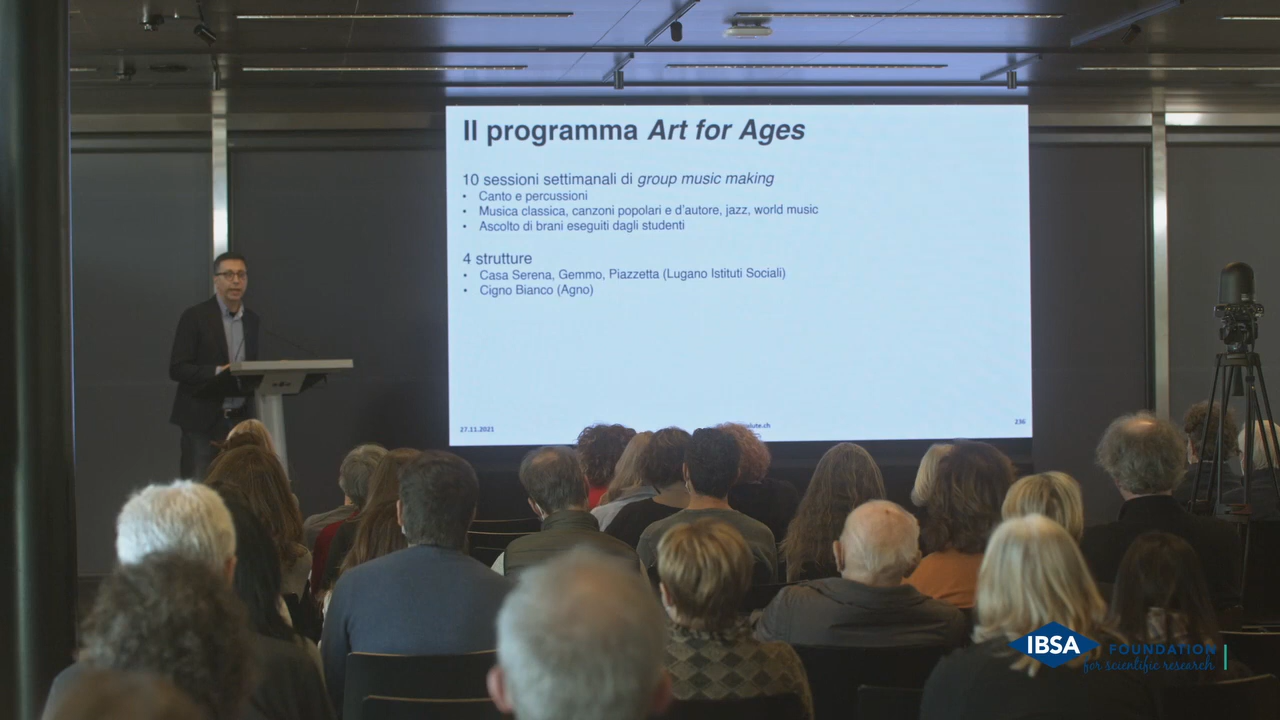 Il programma Art for Ages
10 sessioni settimanali di group music making
• Canto e percussioni
• Musica classica, canzoni popolari e d'autore, jazz, world music
• Ascolto di brani eseguiti dagli studenti
4 strutture
• Casa Serena, Gemmo, Piazzetta (Lugano Istituti Sociali)
• Cigno Bianco (Agno)
27.11.2021
236
IBSA FOUNDATION
for scientific research